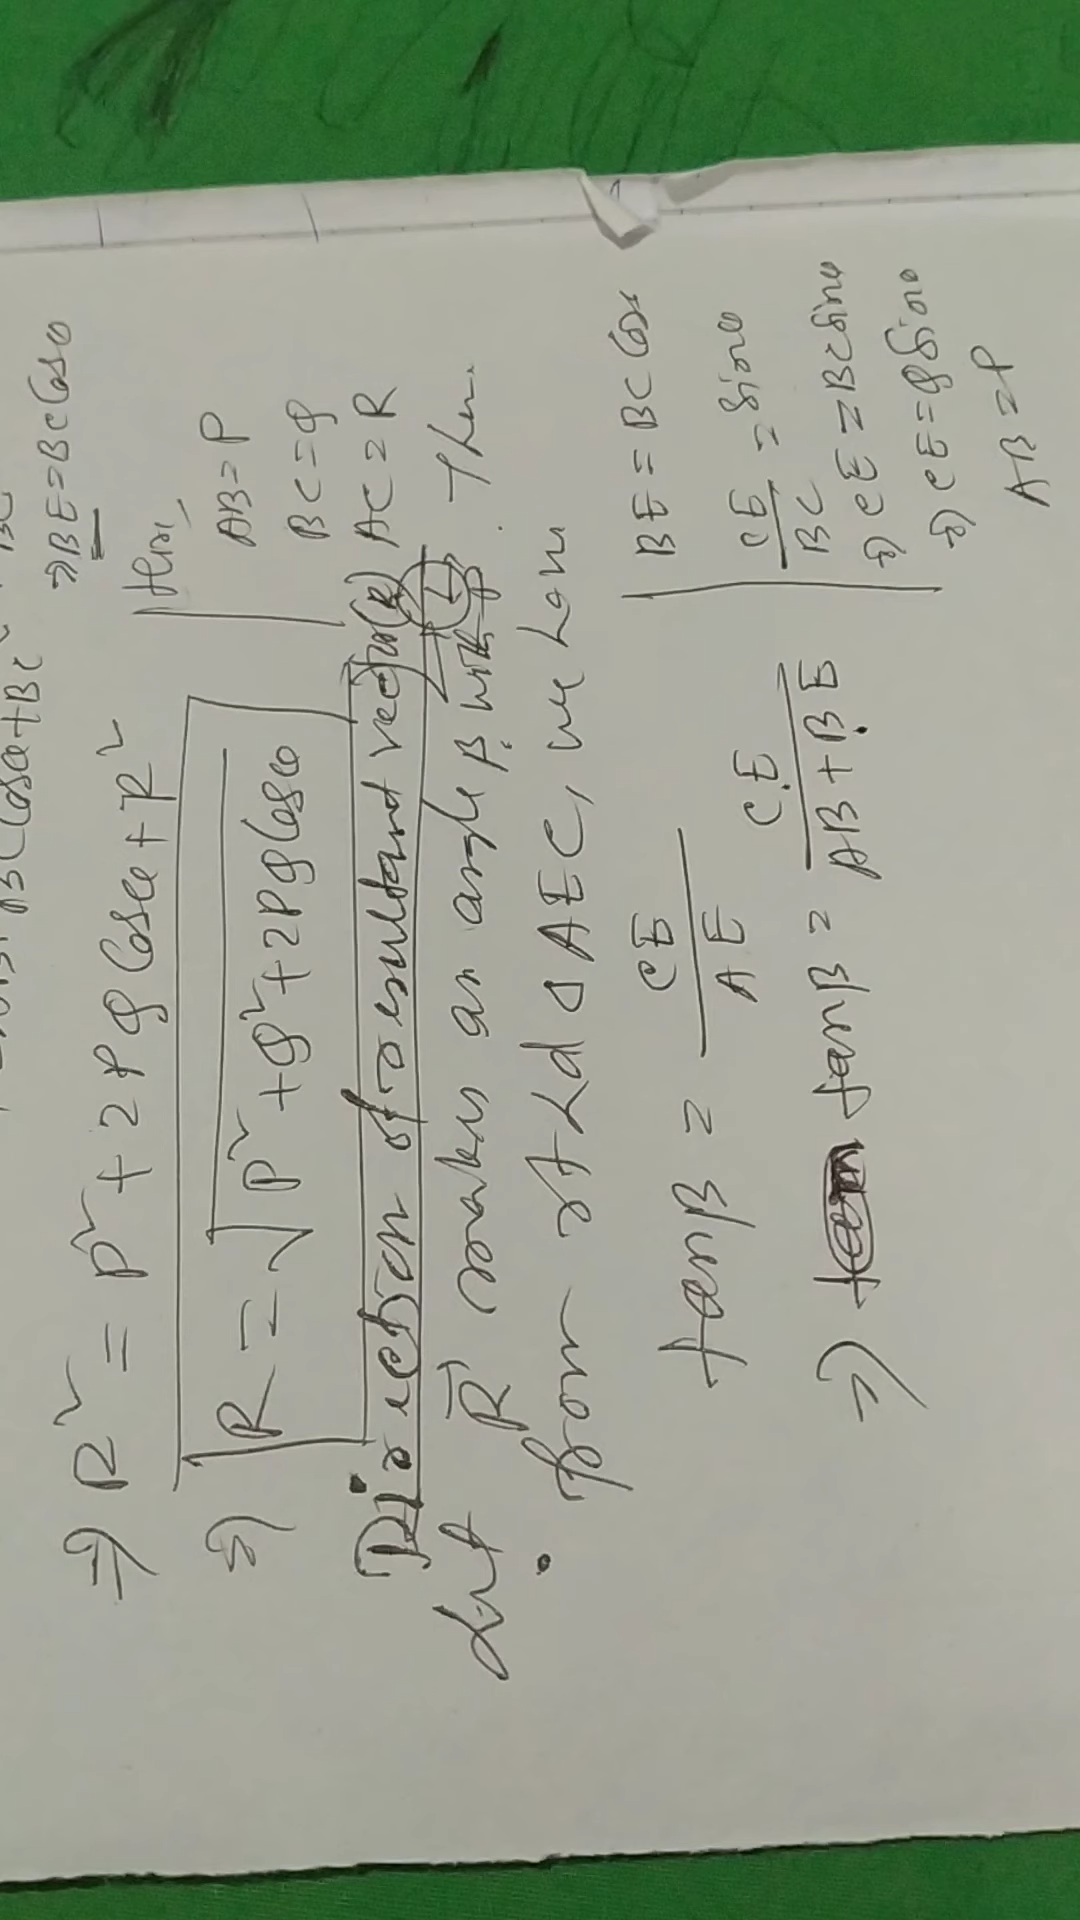 ⇒ BE = BC Cosθ
⇒ R² = P² + 2PQ Cosθ + R²
Here,
AB = P
BC = Q
AC = R
⇒ R = √P² + Q² + 2PQ Cosθ
Direction of resultant vector(R)
Let R⃗ makes an angle β with P. Then.
from rt ∠d Δ AEC, we have
tanβ = CE / AE
⇒ tanβ = CE / AB + BE
BE = BC Cos
CE / BC = Sinθ
⇒ CE = BC Sinθ
⇒ CE = Q Sinθ
AB = P